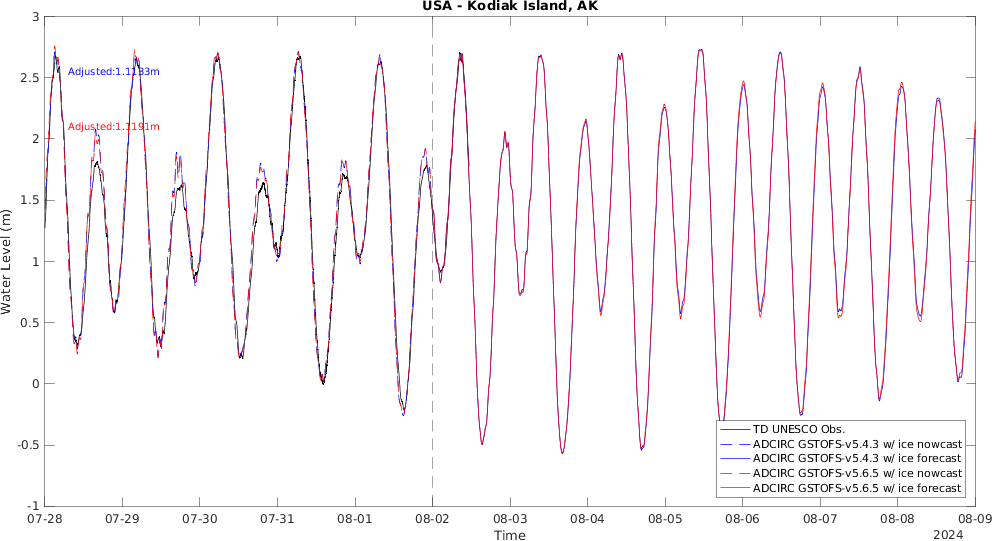 USA - Kodiak Island, AK
Water Level (m)
3
2.5
2
1.5
1
0.5
0
-0.5
-1
Adjusted:1.1133m
Adjusted:1.1191m
TD UNESCO Obs.
ADCIRC GSTOFS-v5.4.3 w/ ice nowcast
ADCIRC GSTOFS-v5.4.3 w/ ice forecast
ADCIRC GSTOFS-v5.6.5 w/ ice nowcast
ADCIRC GSTOFS-v5.6.5 w/ ice forecast
07-28 07-29 07-30 07-31 08-01 08-02 08-03 08-04 08-05 08-06 08-07 08-08 08-09
Time
2024